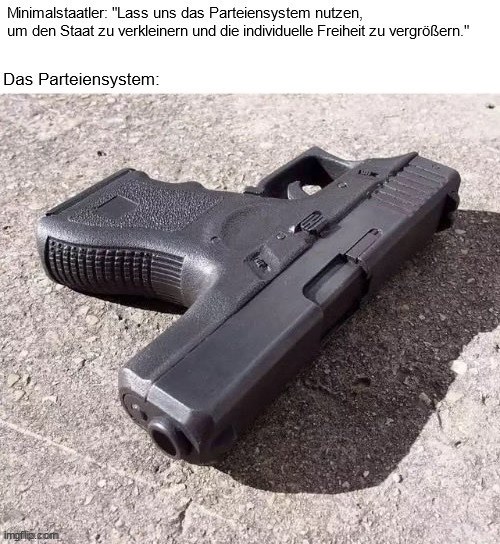 Minimalstaatler: "Lass uns das Parteiensystem nutzen,
um den Staat zu verkleinern und die individuelle Freiheit zu vergrößern."
Das Parteiensystem:
imgflip.com